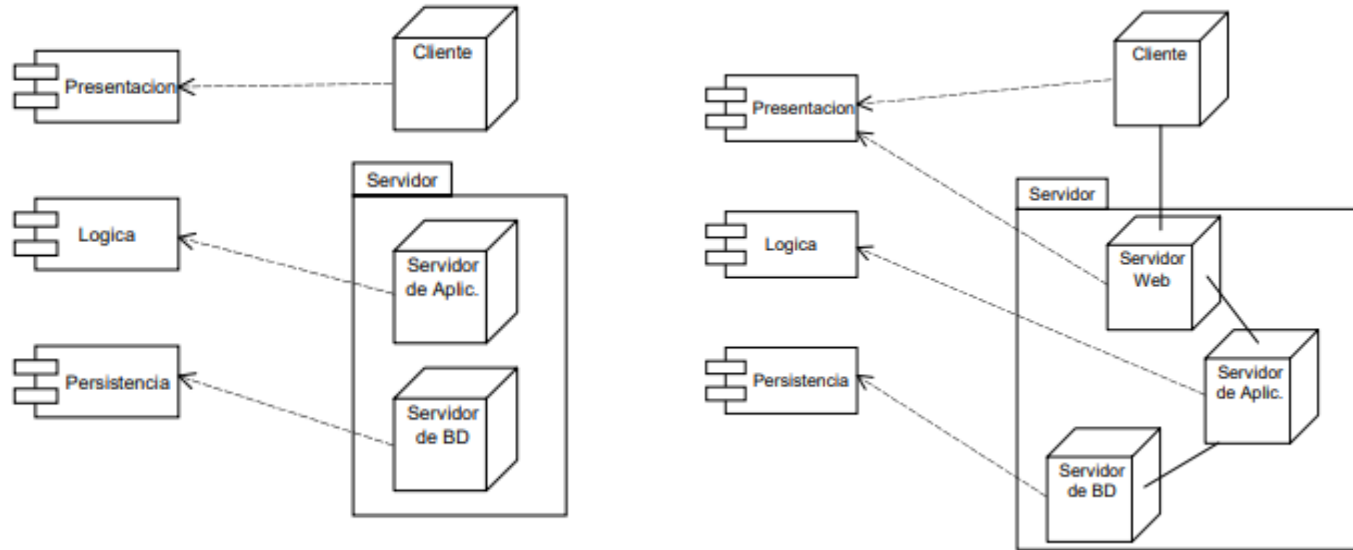 Cliente
Presentacion
Servidor
Logica
Servidor
de Aplic.
Persistencia
Servidor
de BD
Cliente
Presentacion
Servidor
Logica
Servidor
Web
Persistencia
Servidor
de Aplic.
Servidor
de BD